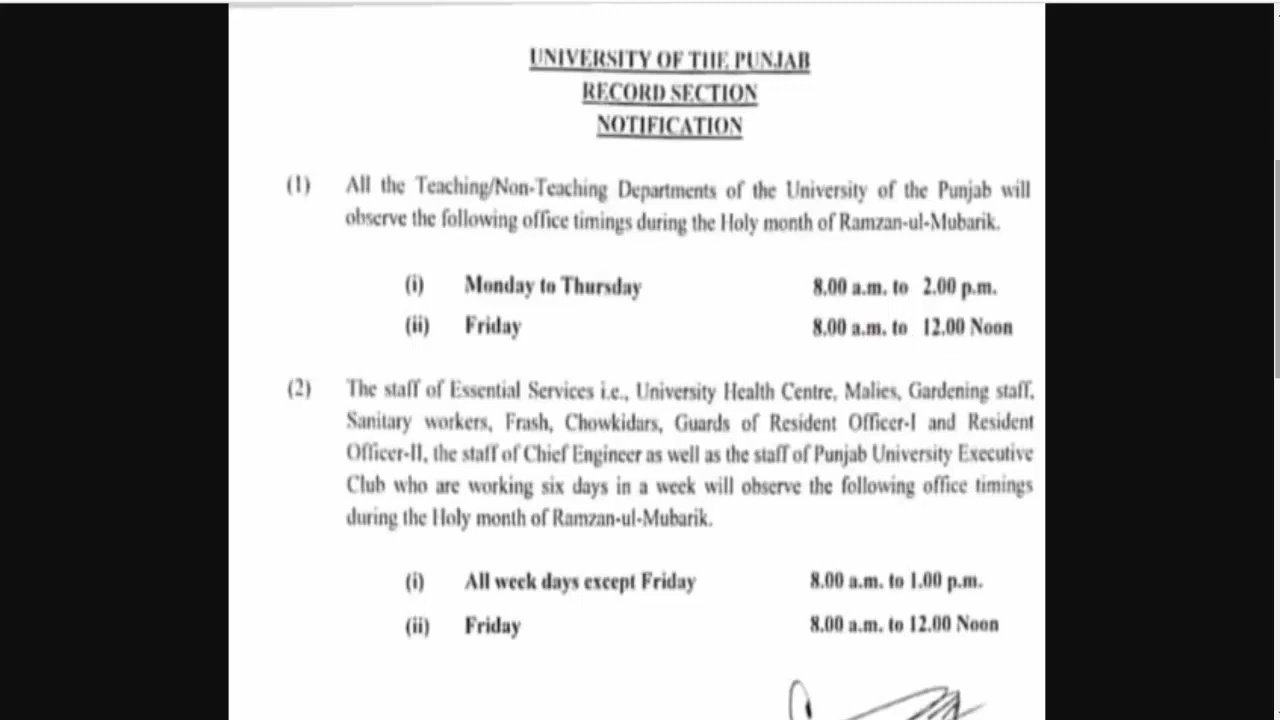 UNIVERSITY OF THE PUNJAB
RECORD SECTION
NOTIFICATION
(1) All the Teaching/Non-Teaching Departments of the University of the Punjab will
observe the following office timings during the Holy month of Ramzan-ul-Mubarik.
(i) Monday to Thursday 8.00 a.m. to 2.00 p.m.
(ii) Friday 8.00 a.m. to 12.00 Noon
(2) The staff of Essential Services i.e., University Health Centre, Malies, Gardening staff,
Sanitary workers, Frash, Chowkidars, Guards of Resident Officer-I and Resident
Officer-II, the staff of Chief Engineer as well as the staff of Punjab University Executive
Club who are working six days in a week will observe the following office timings
during the Holy month of Ramzan-ul-Mubarik.
(i) All week days except Friday 8.00 a.m. to 1.00 p.m.
(ii) Friday 8.00 a.m. to 12.00 Noon